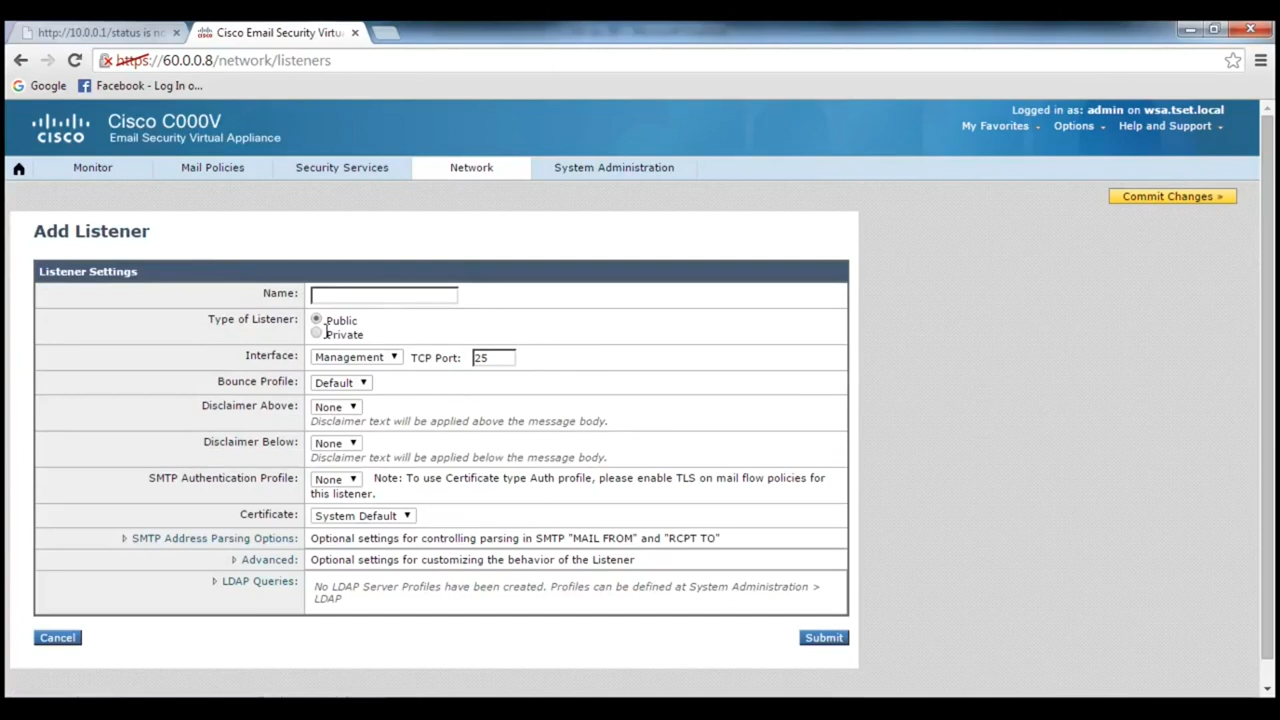 http://10.0.0.1/status is no
Cisco Email Security Virtu
https://60.0.0.8/network/listeners
Google
Facebook - Log In o...
Logged in as: admin on wsa.tset.local
CISCO
Cisco C000V
Email Security Virtual Appliance
My Favorites
Options
Help and Support
Monitor
Mail Policies
Security Services
Network
System Administration
Commit Changes »
Add Listener
Listener Settings
Name:
Type of Listener:
Public
Private
Interface:
Management
TCP Port:
25
Bounce Profile:
Default
Disclaimer Above:
None
Disclaimer text will be applied above the message body.
Disclaimer Below:
None
Disclaimer text will be applied below the message body.
SMTP Authentication Profile:
None
Note: To use Certificate type Auth profile, please enable TLS on mail flow policies for
this listener.
Certificate:
System Default
SMTP Address Parsing Options:
Optional settings for controlling parsing in SMTP "MAIL FROM" and "RCPT TO"
Advanced:
Optional settings for customizing the behavior of the Listener
LDAP Queries:
No LDAP Server Profiles have been created. Profiles can be defined at System Administration >
LDAP
Cancel
Submit